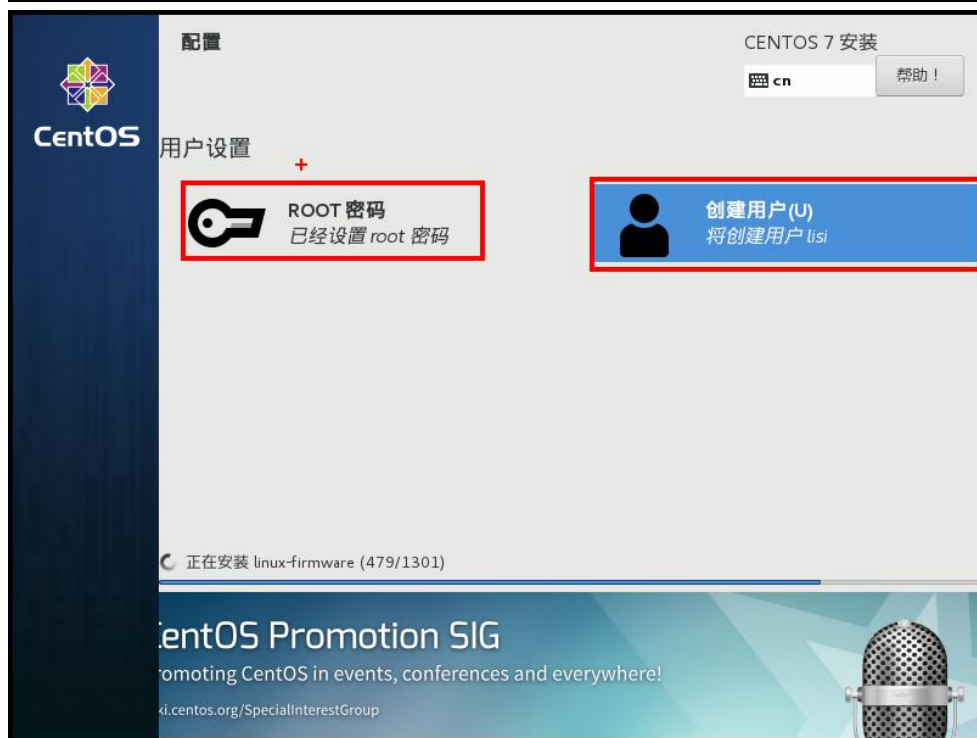 配置
CENTOS 7 安装
cn
帮助！
CentOS
用户设置
ROOT 密码
已经设置 root 密码
创建用户(U)
将创建用户 lisi
正在安装 linux-firmware (479/1301)
entOS Promotion SIG
omoting CentOS in events, conferences and everywhere!
ki.centos.org/SpecialInterestGroup